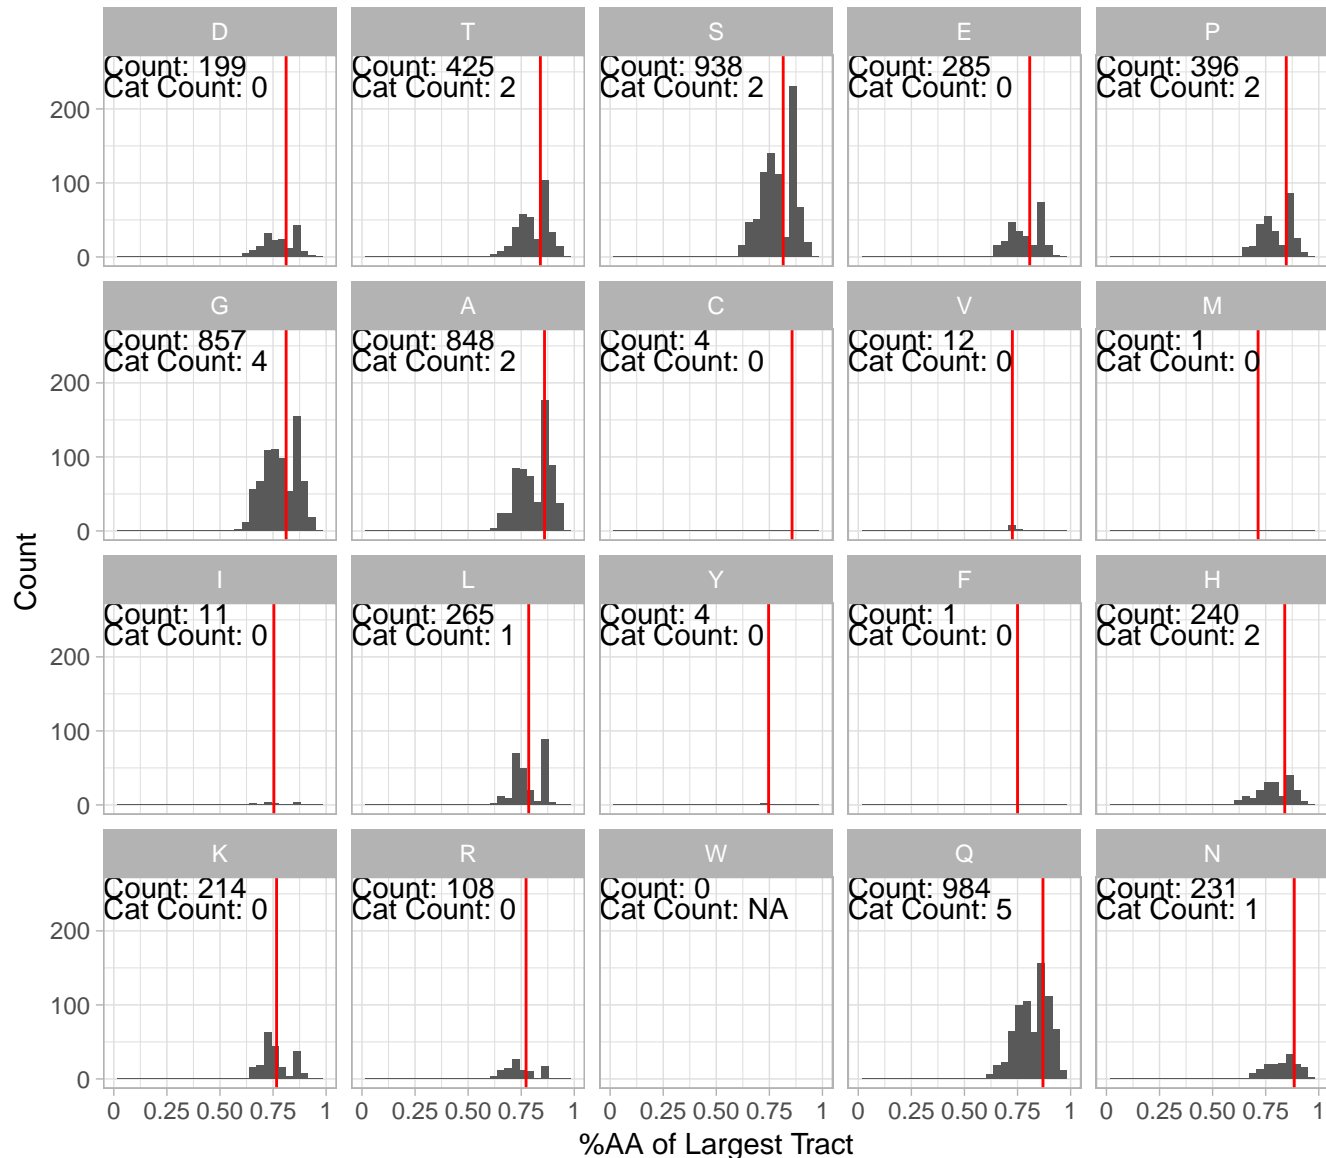 D
T
S
E
P
Count: 199
Cat Count: 0
Count: 425
Cat Count: 2
Count: 938
Cat Count: 2
Count: 285
Cat Count: 0
Count: 396
Cat Count: 2
200
100
0
G
A
C
V
M
Count: 857
Cat Count: 4
Count: 848
Cat Count: 2
Count: 4
Cat Count: 0
Count: 12
Cat Count: 0
Count: 1
Cat Count: 0
200
100
0
Count
I
L
Y
F
H
Count: 11
Cat Count: 0
Count: 265
Cat Count: 1
Count: 4
Cat Count: 0
Count: 1
Cat Count: 0
Count: 240
Cat Count: 2
200
100
0
K
R
W
Q
N
Count: 214
Cat Count: 0
Count: 108
Cat Count: 0
Count: 0
Cat Count: NA
Count: 984
Cat Count: 5
Count: 231
Cat Count: 1
200
100
0
0 0.25 0.50 0.75 1
0 0.25 0.50 0.75 1
0 0.25 0.50 0.75 1
0 0.25 0.50 0.75 1
0 0.25 0.50 0.75 1
%AA of Largest Tract